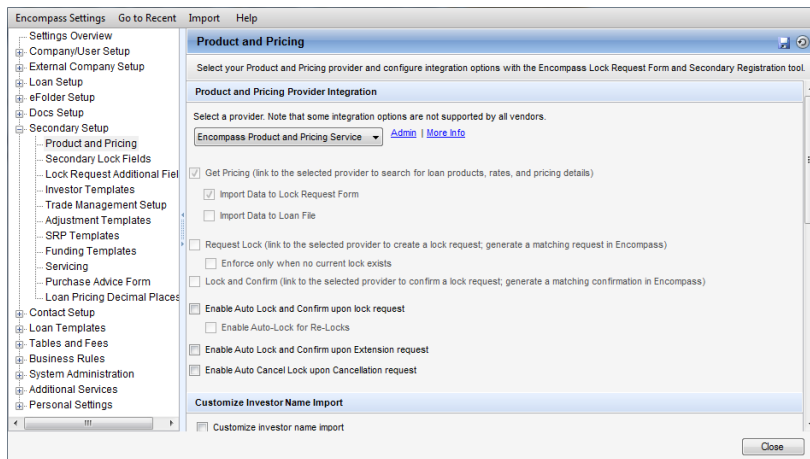 Encompass Settings Go to Recent Import Help
Settings Overview
Company/User Setup
External Company Setup
Loan Setup
eFolder Setup
Docs Setup
Secondary Setup
Product and Pricing
Secondary Lock Fields
Lock Request Additional Fiel
Investor Templates
Trade Management Setup
Adjustment Templates
SRP Templates
Funding Templates
Servicing
Purchase Advice Form
Loan Pricing Decimal Places
Contact Setup
Loan Templates
Tables and Fees
Business Rules
System Administration
Additional Services
Personal Settings
Product and Pricing
Select your Product and Pricing provider and configure integration options with the Encompass Lock Request Form and Secondary Registration tool.
Product and Pricing Provider Integration
Select a provider. Note that some integration options are not supported by all vendors.
Encompass Product and Pricing Service Admin | More Info
Get Pricing (link to the selected provider to search for loan products, rates, and pricing details)
Import Data to Lock Request Form
Import Data to Loan File
Request Lock (link to the selected provider to create a lock request; generate a matching request in Encompass)
Enforce only when no current lock exists
Lock and Confirm (link to the selected provider to confirm a lock request; generate a matching confirmation in Encompass)
Enable Auto Lock and Confirm upon lock request
Enable Auto-Lock for Re-Locks
Enable Auto Lock and Confirm upon Extension request
Enable Auto Cancel Lock upon Cancellation request
Customize Investor Name Import
Customize investor name import
Close